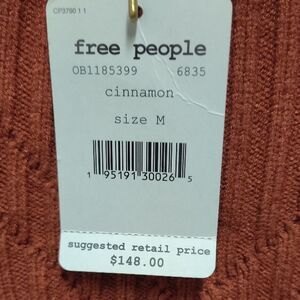 CP3790 1 1
free people
OB1185399 6835
cinnamon
size M
1 95191 30026 5
suggested retail price
$148.00